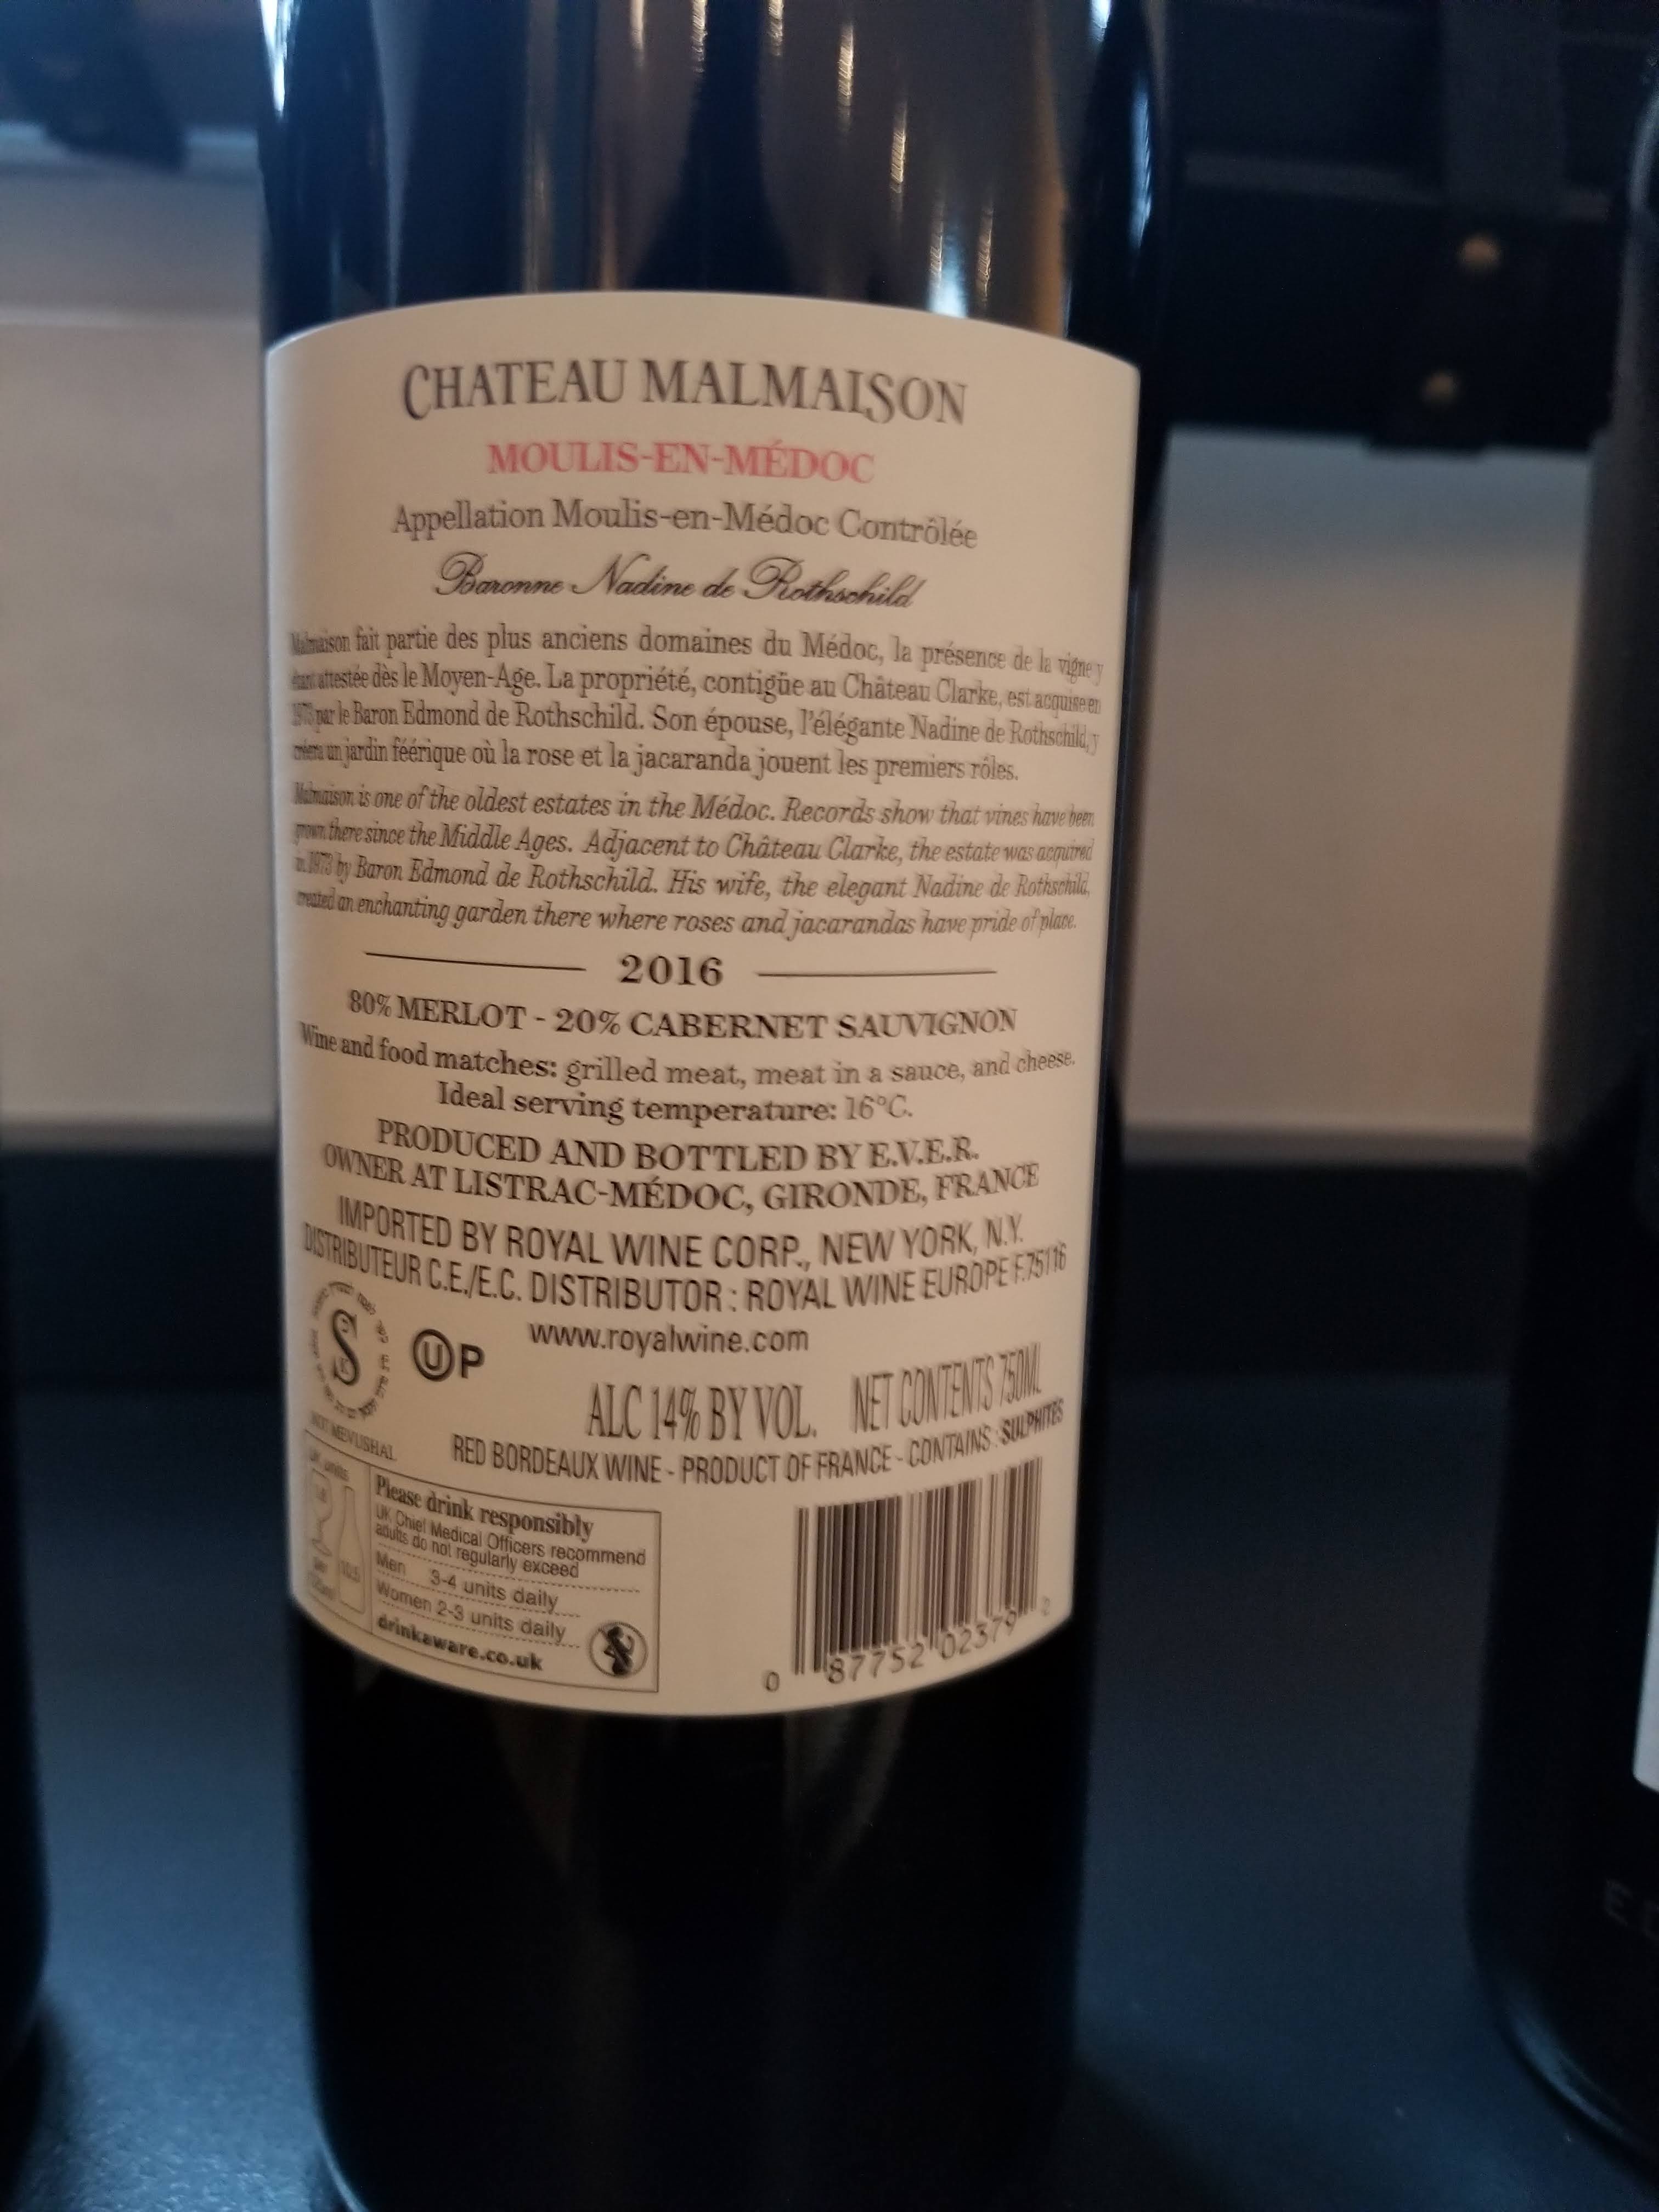 CHATEAU MALMAISON
MOULIS-EN-MÉDOC
Appellation Moulis-en-Médoc Contrôlée
Baronne Nadine de Rothschild
Malmaison fait partie des plus anciens domaines du Médoc, la présence de la vigne y
étant attestée dès le Moyen-Age. La propriété, contigüe au Château Clarke, est acquise en
1973 par le Baron Edmond de Rothschild. Son épouse, l'élégante Nadine de Rothschild, y
créera un jardin féérique où la rose et la jacaranda jouent les premiers rôles.
Malmaison is one of the oldest estates in the Médoc. Records show that vines have been
grown there since the Middle Ages. Adjacent to Château Clarke, the estate was acquired
in 1973 by Baron Edmond de Rothschild. His wife, the elegant Nadine de Rothschild,
created an enchanting garden there where roses and jacarandas have pride of place.
2016
80% MERLOT - 20% CABERNET SAUVIGNON
Wine and food matches: grilled meat, meat in a sauce, and cheese.
Ideal serving temperature: 16°C.
PRODUCED AND BOTTLED BY E.V.E.R.
OWNER AT LISTRAC-MÉDOC, GIRONDE, FRANCE
IMPORTED BY ROYAL WINE CORP., NEW YORK, N.Y.
DISTRIBUTEUR C.E./E.C. DISTRIBUTOR : ROYAL WINE EUROPE F.75116
www.royalwine.com
S K
U P
NOT MEVUSHAL
ALC 14% BY VOL. NET CONTENTS 750ML
RED BORDEAUX WINE - PRODUCT OF FRANCE - CONTAINS : SULPHITES
UK units
1.8
10.5
Please drink responsibly
UK Chief Medical Officers recommend
adults do not regularly exceed
Men 3-4 units daily
Women 2-3 units daily
drinkaware.co.uk
0 87752 02379 2